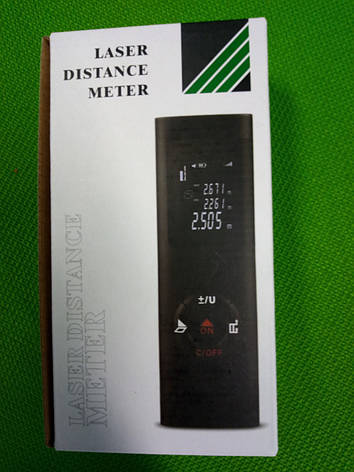 LASER
DISTANCE
METER
2.671 m
2.261 m
2.505 m
±/U
ON
C/OFF
LASER DISTANCE
METER